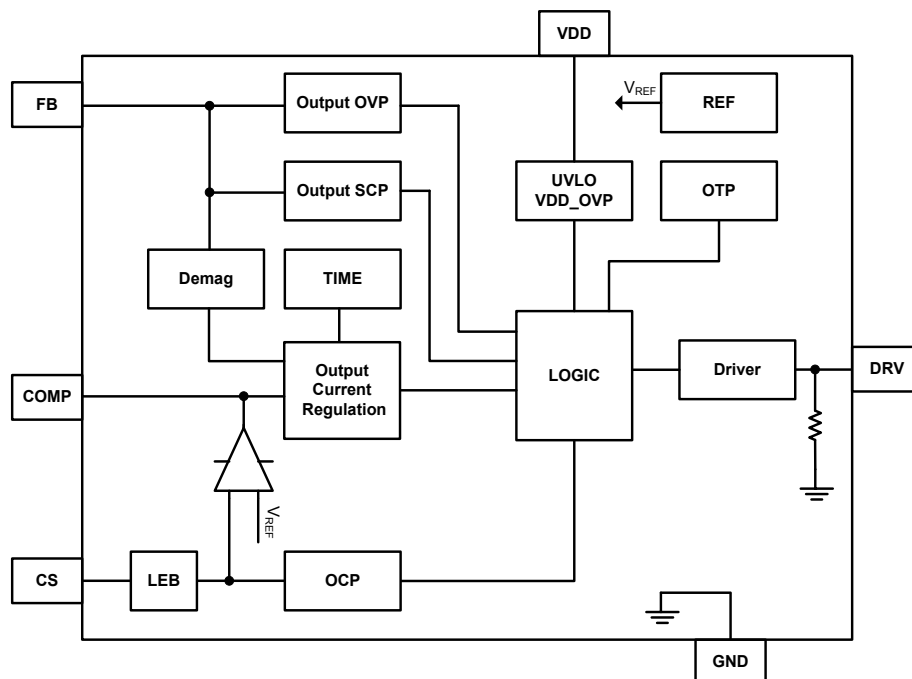 VDD
FB
Output OVP
VREF
REF
Output SCP
UVLO
VDD_OVP
OTP
Demag
TIME
COMP
Output
Current
Regulation
LOGIC
Driver
DRV
VREF
CS
LEB
OCP
GND